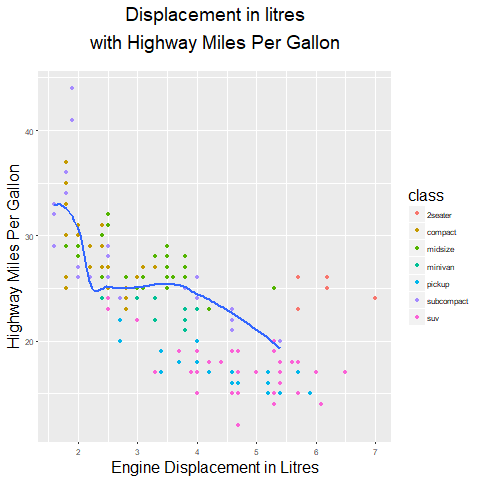 Displacement in litres
with Highway Miles Per Gallon
Highway Miles Per Gallon
40
30
20
2
3
4
5
6
7
Engine Displacement in Litres
class
2seater
compact
midsize
minivan
pickup
subcompact
suv